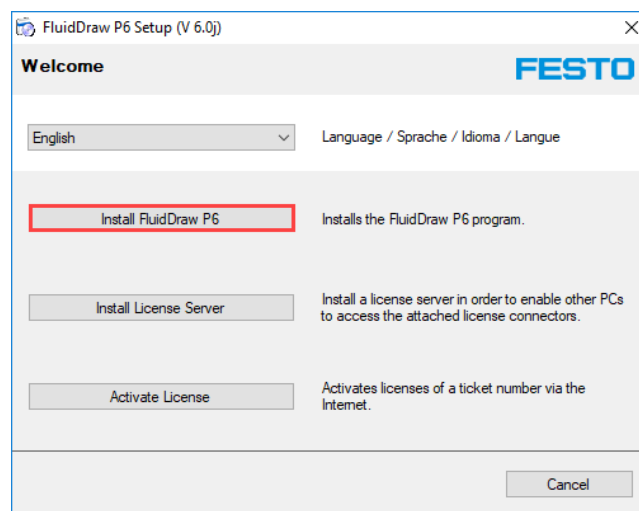 FluidDraw P6 Setup (V 6.0j)
Welcome
FESTO
English
Language / Sprache / Idioma / Langue
Install FluidDraw P6
Installs the FluidDraw P6 program.
Install License Server
Install a license server in order to enable other PCs
to access the attached license connectors.
Activate License
Activates licenses of a ticket number via the
Internet.
Cancel